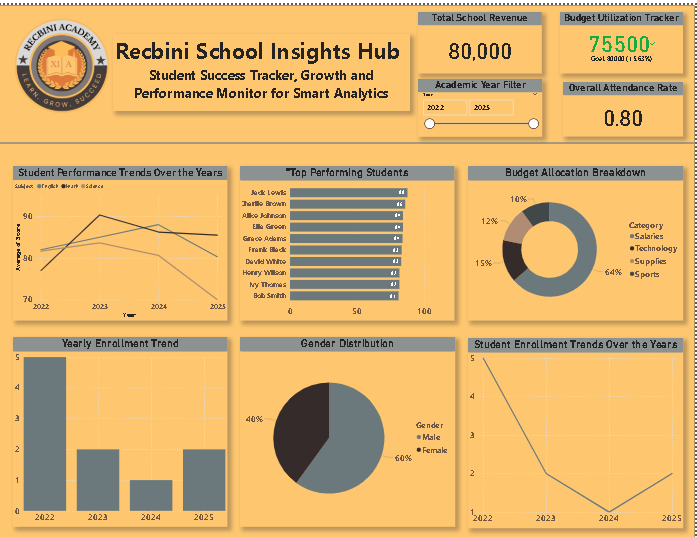 RECBINI ACADEMY
XI A
LEARN. GROW. SUCCEED
Recbini School Insights Hub
Student Success Tracker, Growth and
Performance Monitor for Smart Analytics
Total School Revenue
80,000
Budget Utilization Tracker
75500
Goal: 80000 (-5.63%)
Academic Year Filter
Year
2022
2025
Overall Attendance Rate
0.80
Student Performance Trends Over the Years
Subject English Math Science
Average of Score
90
80
70
2022 2023 2024 2025
Year
"Top Performing Students
Jack Lewis
Charlie Brown
Alice Johnson
Ella Green
Grace Adams
Frank Black
David White
Henry Wilson
Ivy Thomas
Bob Smith
0 50 100
Budget Allocation Breakdown
10%
12%
15%
64%
Category
Salaries
Technology
Supplies
Sports
Yearly Enrollment Trend
5
4
3
2
1
0
2022 2023 2024 2025
Gender Distribution
40%
60%
Gender
Male
Female
Student Enrollment Trends Over the Years
5
4
3
2
1
2022 2023 2024 2025